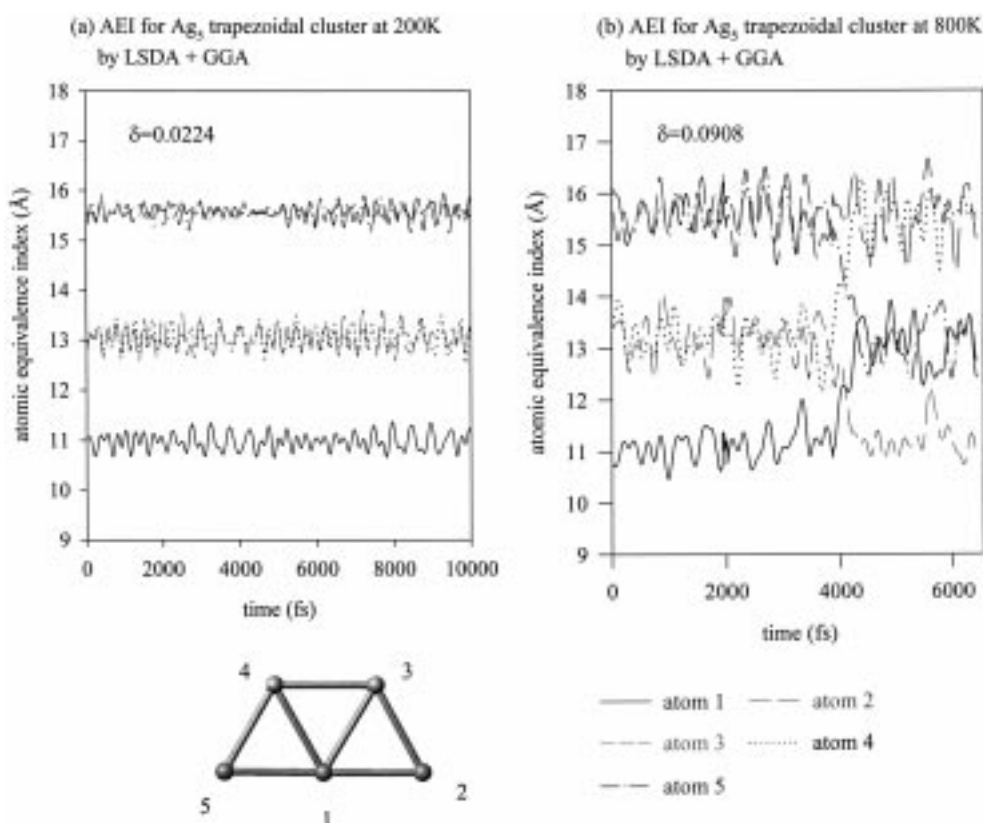 (a) AEI for Ag5 trapezoidal cluster at 200K
by LSDA + GGA
(b) AEI for Ag5 trapezoidal cluster at 800K
by LSDA + GGA
δ=0.0224
18
17
16
15
14
13
12
11
10
9
atomic equivalence index (Å)
0 2000 4000 6000 8000 10000
time (fs)
δ=0.0908
18
17
16
15
14
13
12
11
10
9
atomic equivalence index (Å)
0 2000 4000 6000
time (fs)
4 3
5 1 2
atom 1 atom 2
atom 3 atom 4
atom 5